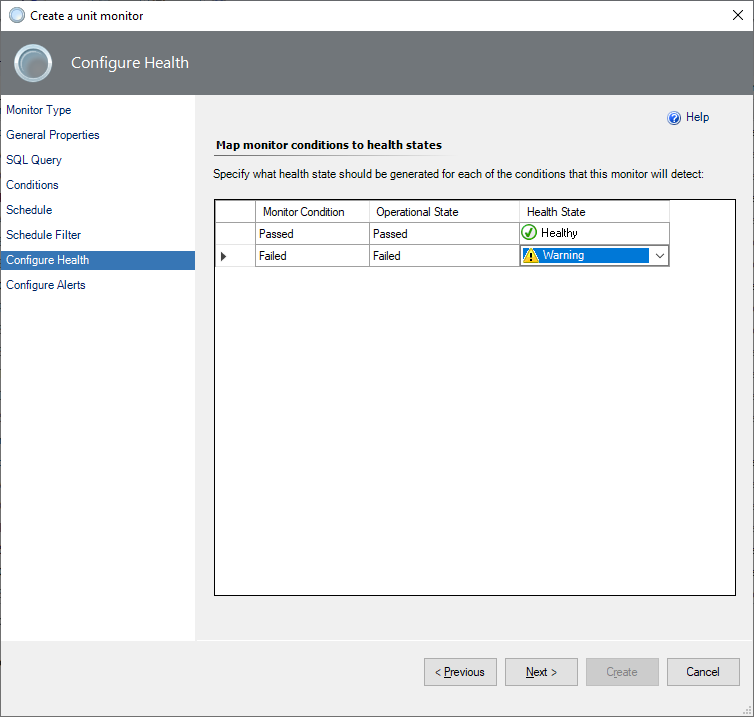 Create a unit monitor
Configure Health
Monitor Type
General Properties
SQL Query
Conditions
Schedule
Schedule Filter
Configure Health
Configure Alerts
Help
Map monitor conditions to health states
Specify what health state should be generated for each of the conditions that this monitor will detect:
Monitor Condition Operational State Health State
Passed Passed Healthy
Failed Failed Warning
< Previous Next > Create Cancel